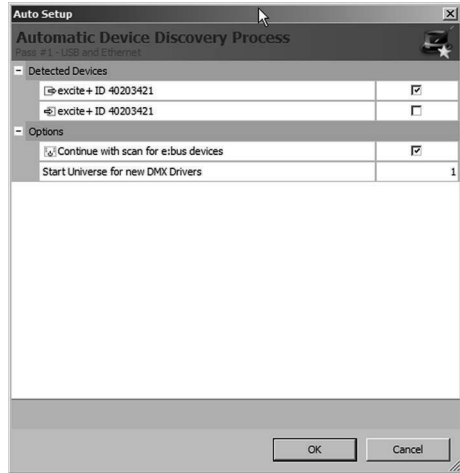 Auto Setup
Automatic Device Discovery Process
Pass #1 - USB and Ethernet
Detected Devices
excite+ ID 40203421
excite+ ID 40203421
Options
Continue with scan for e:bus devices
Start Universe for new DMX Drivers 1
OK Cancel